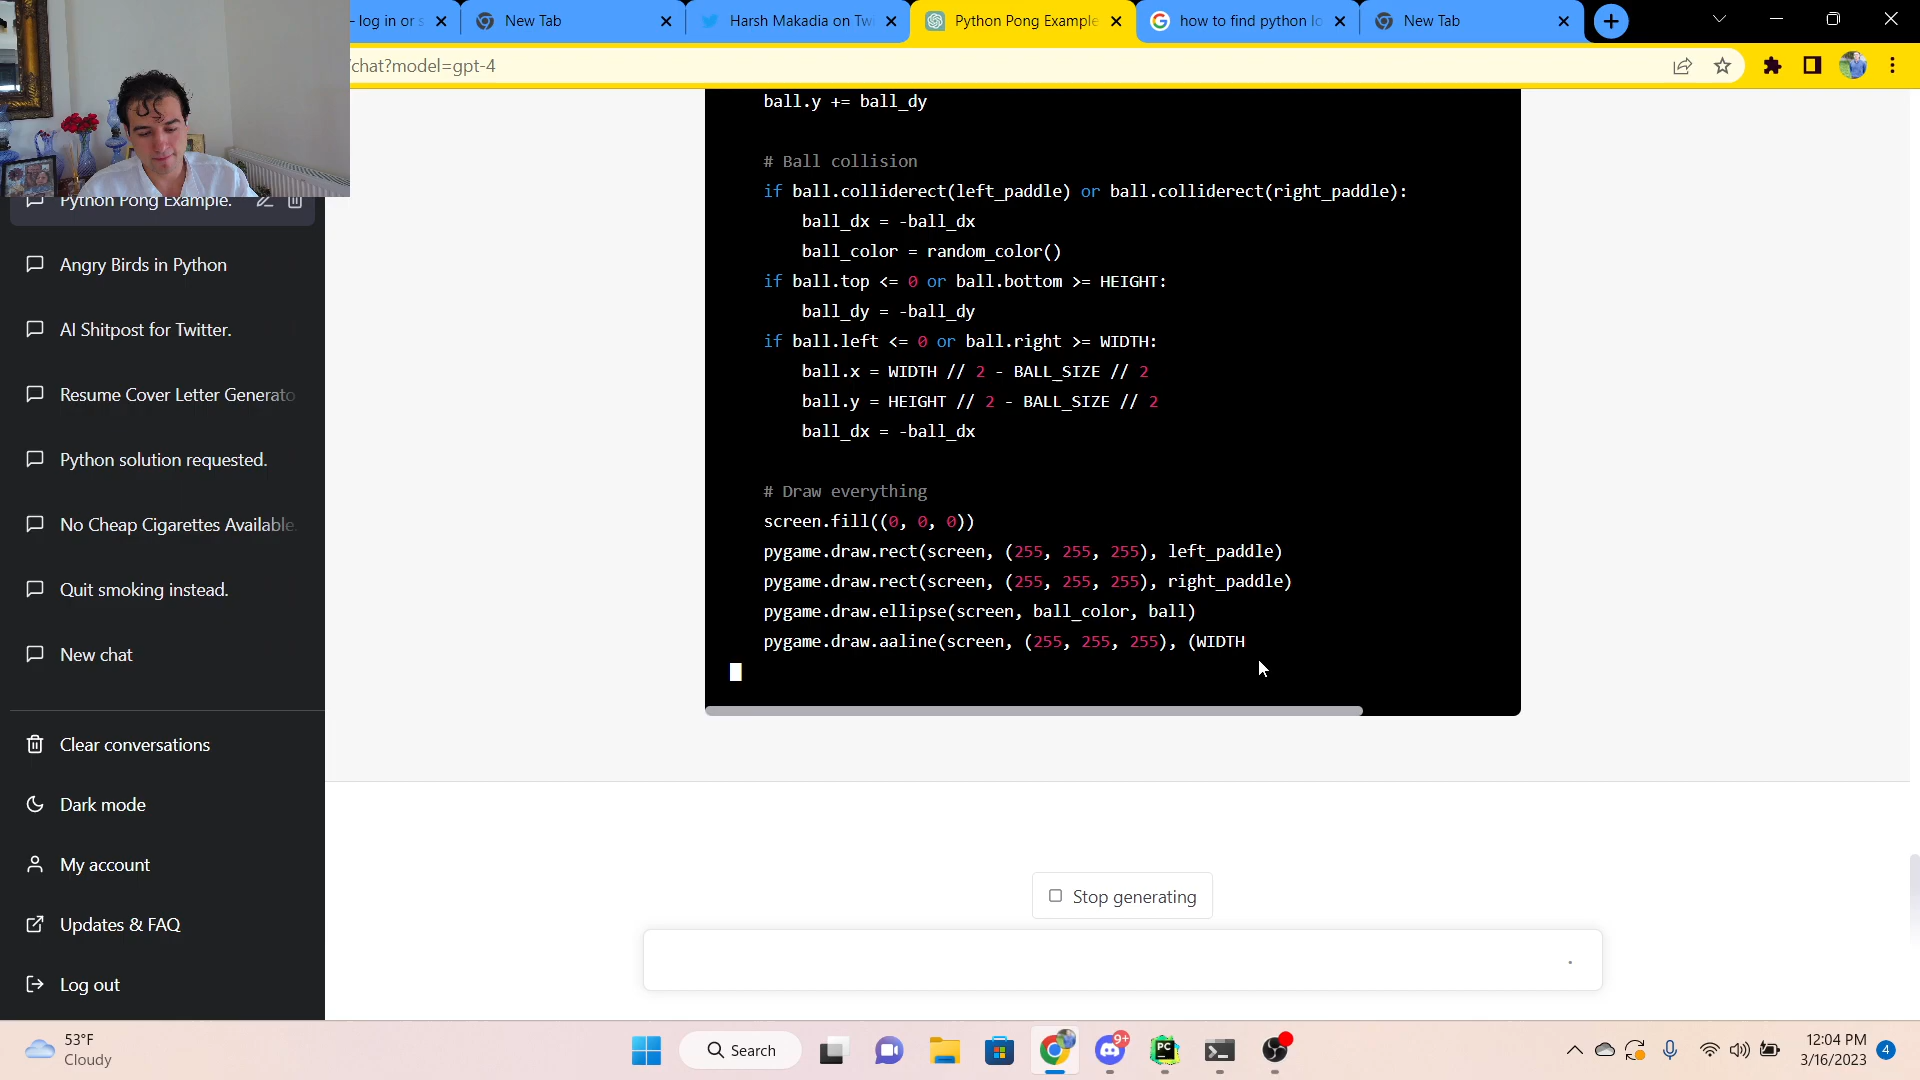 - log in or s
New Tab
Harsh Makadia on Twi
Python Pong Example
how to find python lo
New Tab
/chat?model=gpt-4
Python Pong Example.
Angry Birds in Python
AI Shitpost for Twitter.
Resume Cover Letter Generato
Python solution requested.
No Cheap Cigarettes Available.
Quit smoking instead.
New chat
Clear conversations
Dark mode
My account
Updates & FAQ
Log out
ball.y += ball_dy
# Ball collision
if ball.colliderect(left_paddle) or ball.colliderect(right_paddle):
ball_dx = -ball_dx
ball_color = random_color()
if ball.top <= 0 or ball.bottom >= HEIGHT:
ball_dy = -ball_dy
if ball.left <= 0 or ball.right >= WIDTH:
ball.x = WIDTH // 2 - BALL_SIZE // 2
ball.y = HEIGHT // 2 - BALL_SIZE // 2
ball_dx = -ball_dx
# Draw everything
screen.fill((0, 0, 0))
pygame.draw.rect(screen, (255, 255, 255), left_paddle)
pygame.draw.rect(screen, (255, 255, 255), right_paddle)
pygame.draw.ellipse(screen, ball_color, ball)
pygame.draw.aaline(screen, (255, 255, 255), (WIDTH
Stop generating
53°F
Cloudy
Search
9+
PC
12:04 PM
3/16/2023
4